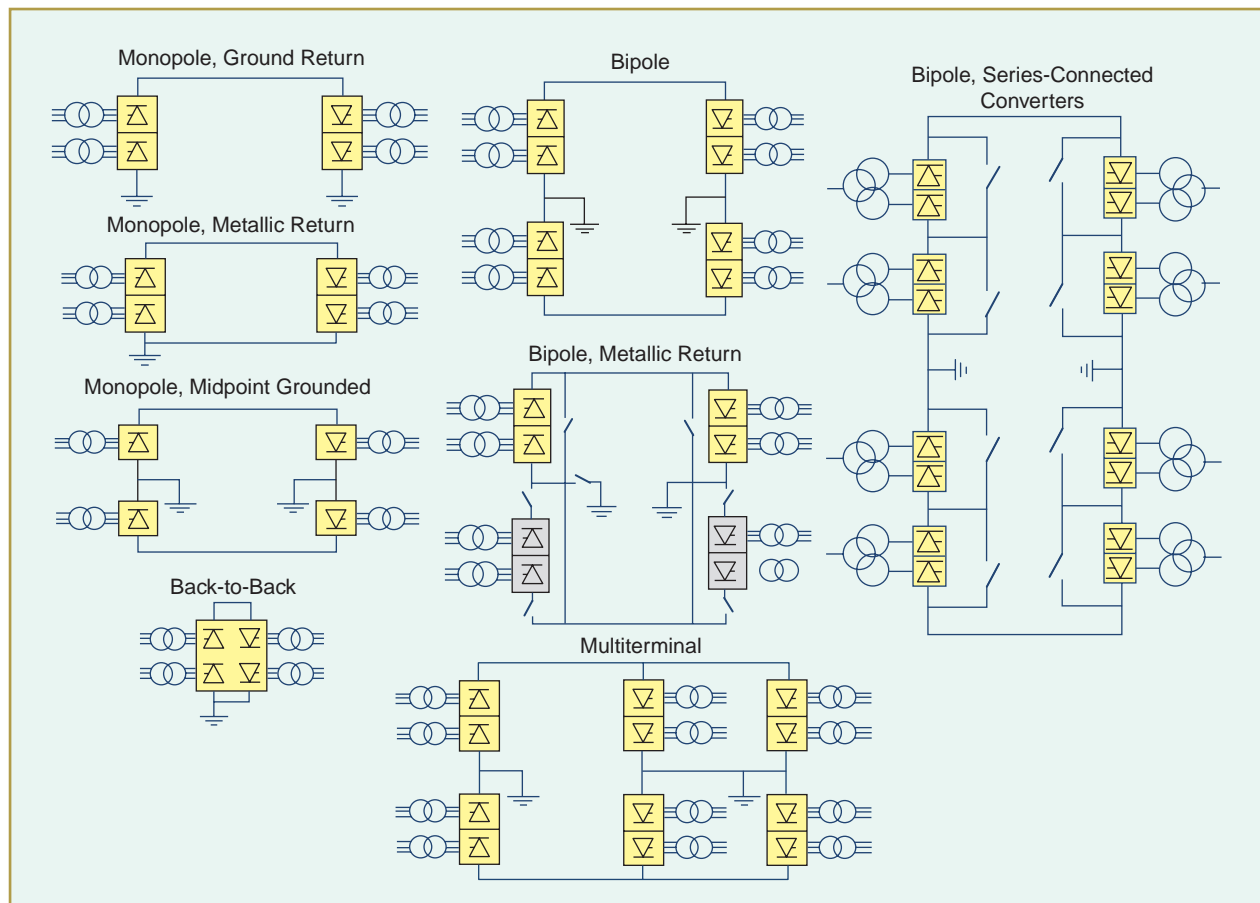 Monopole, Ground Return
Monopole, Metallic Return
Monopole, Midpoint Grounded
Back-to-Back
Bipole
Bipole, Metallic Return
Multiterminal
Bipole, Series-Connected
Converters